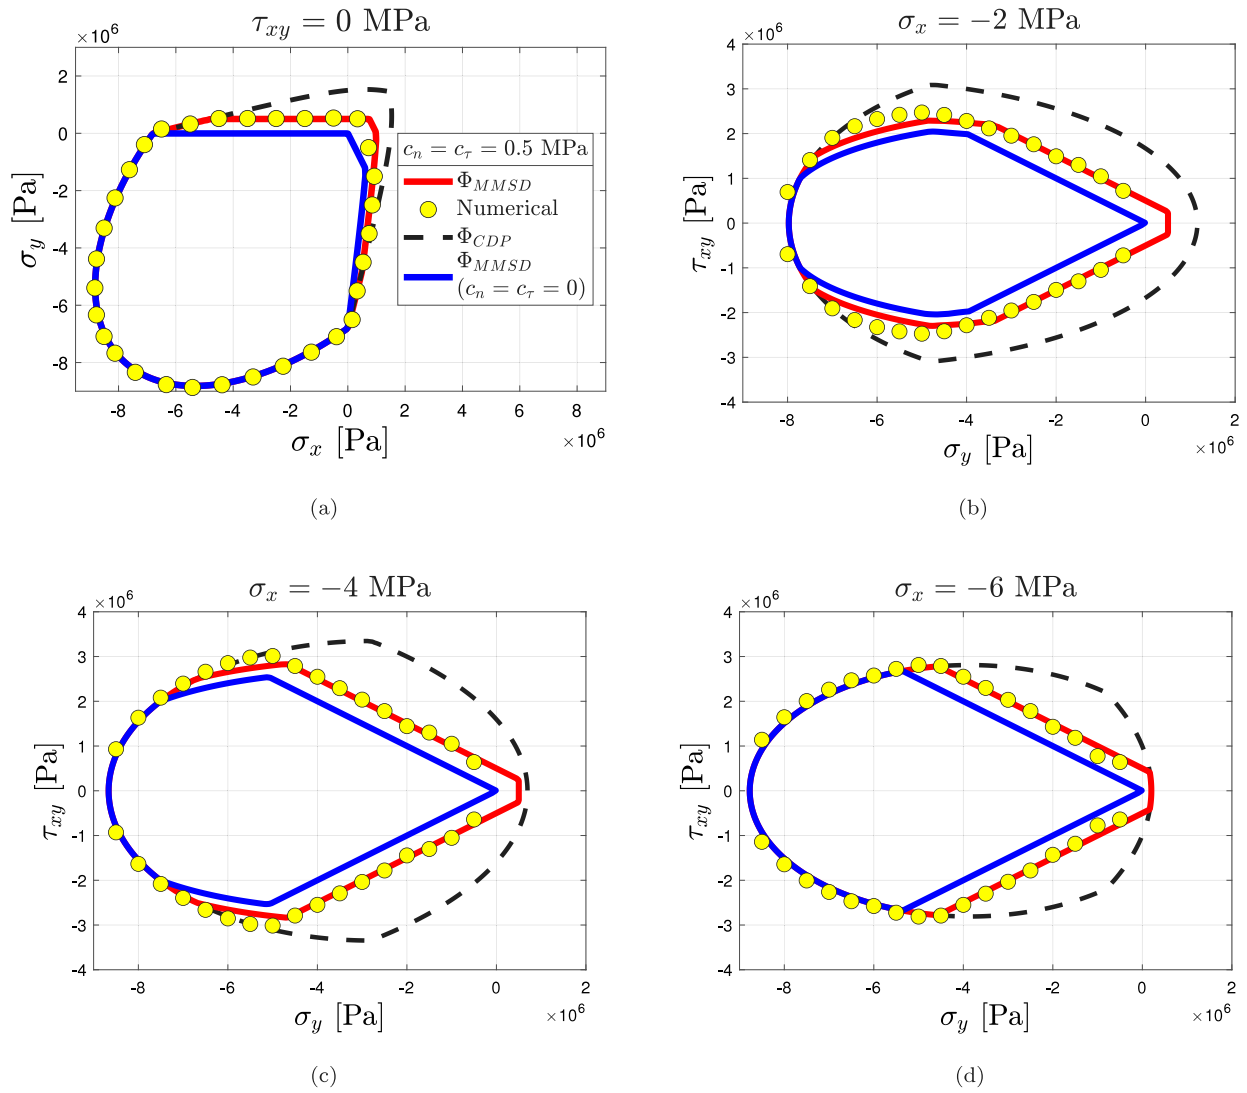 τxy = 0 MPa
×10^6
2
0
-2
-4
-6
-8
σy [Pa]
-8 -6 -4 -2 0 2 4 6 8
×10^6
σx [Pa]
cn = cτ = 0.5 MPa
ΦMMSD
Numerical
ΦCDP
ΦMMSD
(cn = cτ = 0)
(a)
σx = −2 MPa
×10^6
4
3
2
1
0
-1
-2
-3
-4
τxy [Pa]
-8 -6 -4 -2 0 2
×10^6
σy [Pa]
(b)
σx = −4 MPa
×10^6
4
3
2
1
0
-1
-2
-3
-4
τxy [Pa]
-8 -6 -4 -2 0 2
×10^6
σy [Pa]
(c)
σx = −6 MPa
×10^6
4
3
2
1
0
-1
-2
-3
-4
τxy [Pa]
-8 -6 -4 -2 0 2
×10^6
σy [Pa]
(d)